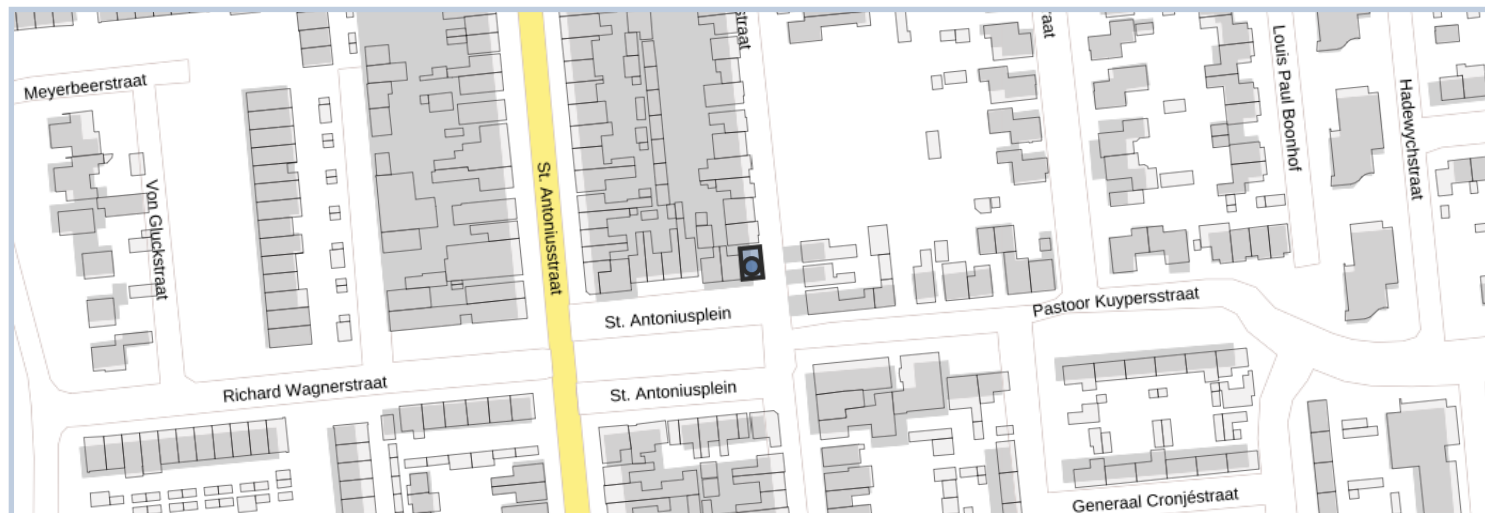 straat
raat
Meyerbeerstraat
Louis Paul Boonhof
Hadewychstraat
Von Gluckstraat
St. Antoniusstraat
Pastoor Kuypersstraat
St. Antoniusplein
Richard Wagnerstraat
St. Antoniusplein
Generaal Cronjéstraat